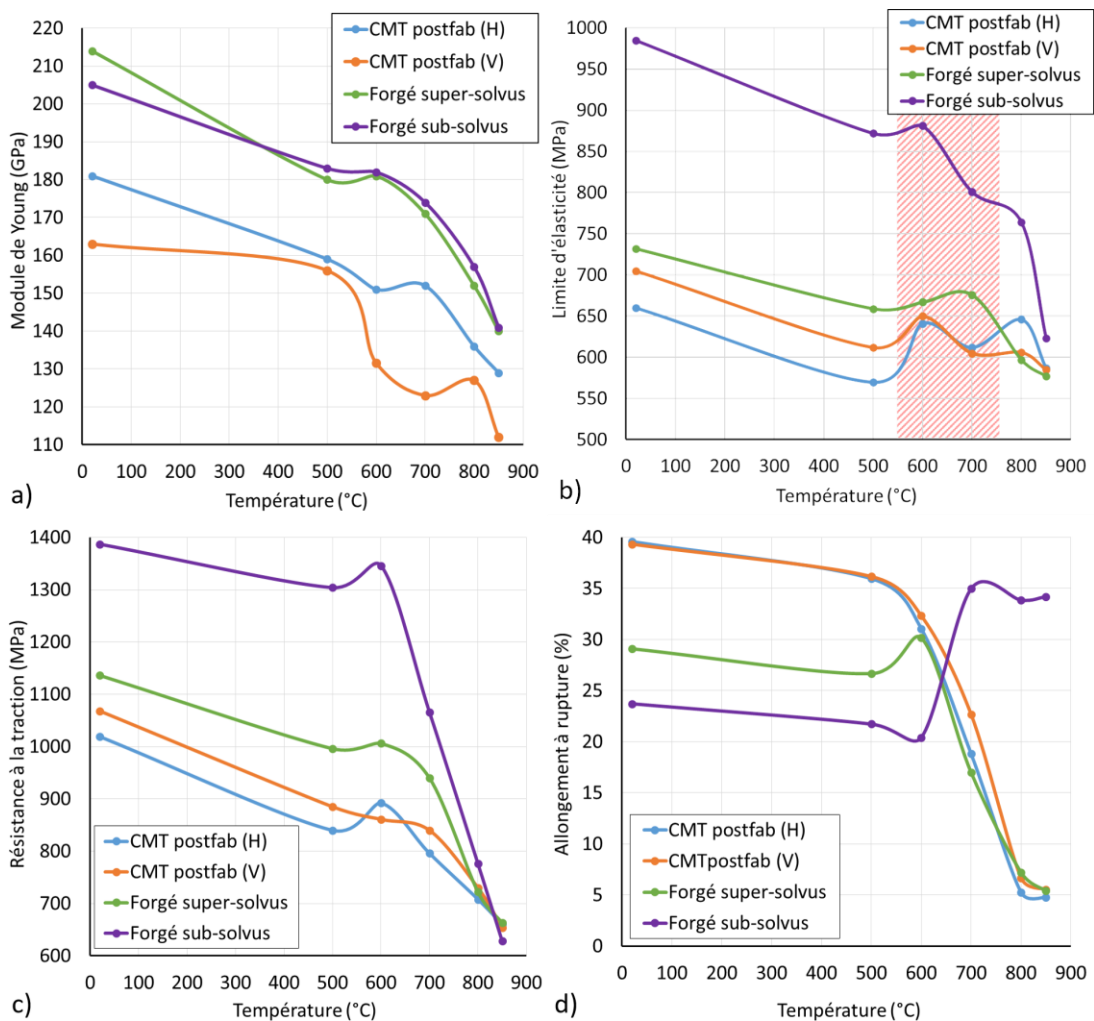 220
210
200
190
180
170
160
150
140
130
120
110
Module de Young (GPa)
0 100 200 300 400 500 600 700 800 900
Température (°C)
CMT postfab (H)
CMT postfab (V)
Forgé super-solvus
Forgé sub-solvus
a)
1000
950
900
850
800
750
700
650
600
550
500
Limite d'élasticité (MPa)
0 100 200 300 400 500 600 700 800 900
Température (°C)
CMT postfab (H)
CMT postfab (V)
Forgé super-solvus
Forgé sub-solvus
b)
1400
1300
1200
1100
1000
900
800
700
600
Résistance à la traction (MPa)
CMT postfab (H)
CMT postfab (V)
Forgé super-solvus
Forgé sub-solvus
0 100 200 300 400 500 600 700 800 900
Température (°C)
c)
40
35
30
25
20
15
10
5
0
Allongement à rupture (%)
CMT postfab (H)
CMTpostfab (V)
Forgé super-solvus
Forgé sub-solvus
0 100 200 300 400 500 600 700 800 900
Température (°C)
d)